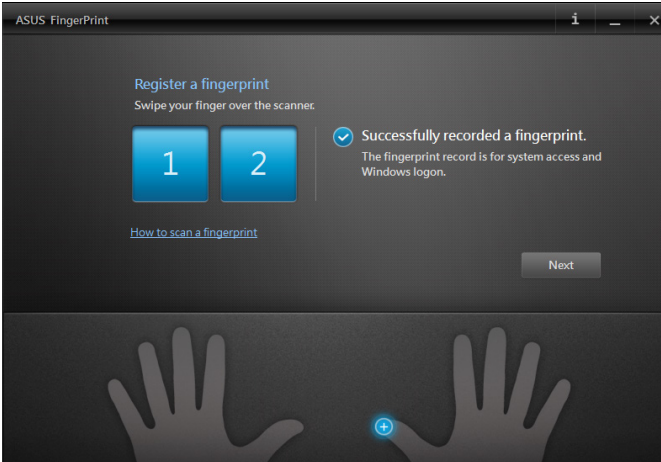 ASUS FingerPrint
Register a fingerprint
Swipe your finger over the scanner.
1 2
Successfully recorded a fingerprint.
The fingerprint record is for system access and
Windows logon.
How to scan a fingerprint
Next